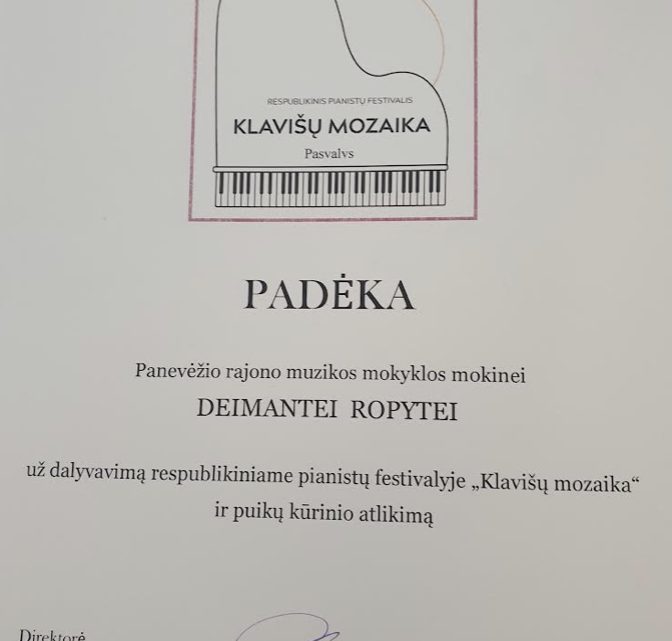 RESPUBLIKINIS PIANISTŲ FESTIVALIS
KLAVIŠŲ MOZAIKA
Pasvalys
PADĖKA
Panevėžio rajono muzikos mokyklos mokinei
DEIMANTEI ROPYTEI
už dalyvavimą respublikiniame pianistų festivalyje „Klavišų mozaika“
ir puikų kūrinio atlikimą
Direktorė